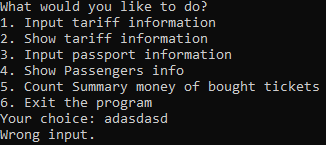 What would you like to do?
1. Input tariff information
2. Show tariff information
3. Input passport information
4. Show Passengers info
5. Count Summary money of bought tickets
6. Exit the program
Your choice: adasdasd
Wrong input.